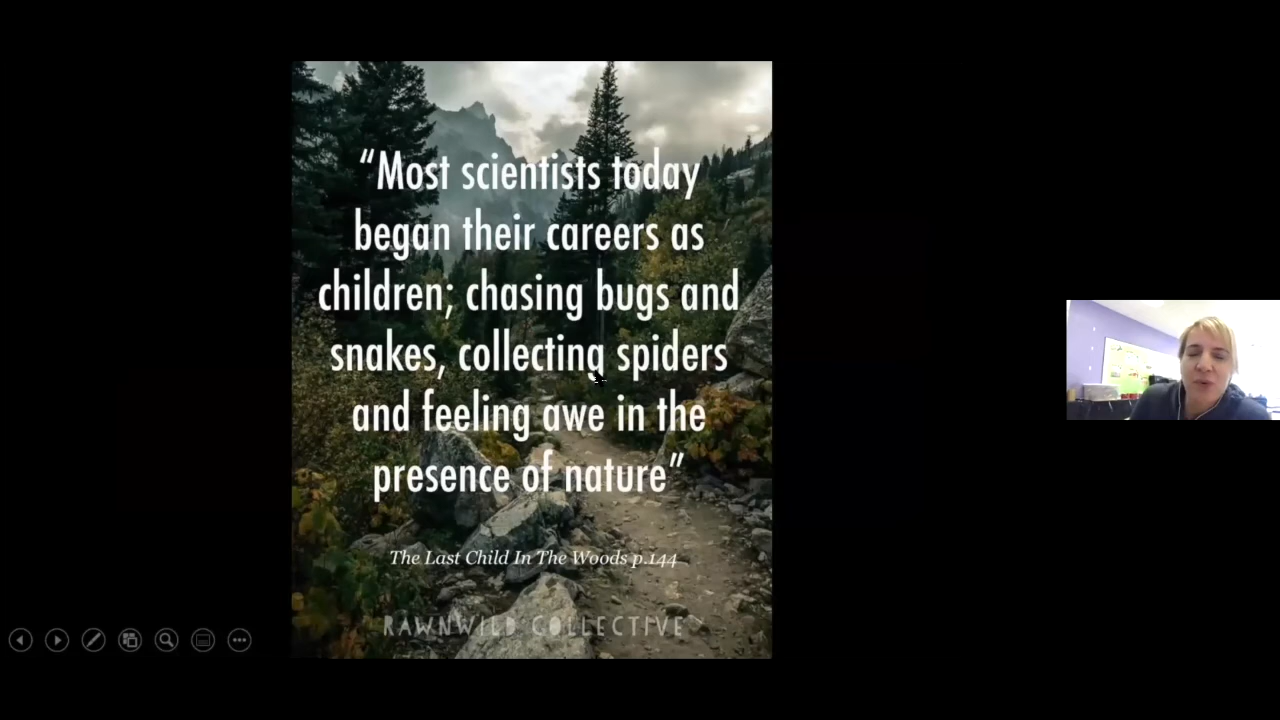 “Most scientists today
began their careers as
children; chasing bugs and
snakes, collecting spiders
and feeling awe in the
presence of nature”
The Last Child In The Woods p.144
RAWNWILD COLLECTIVE